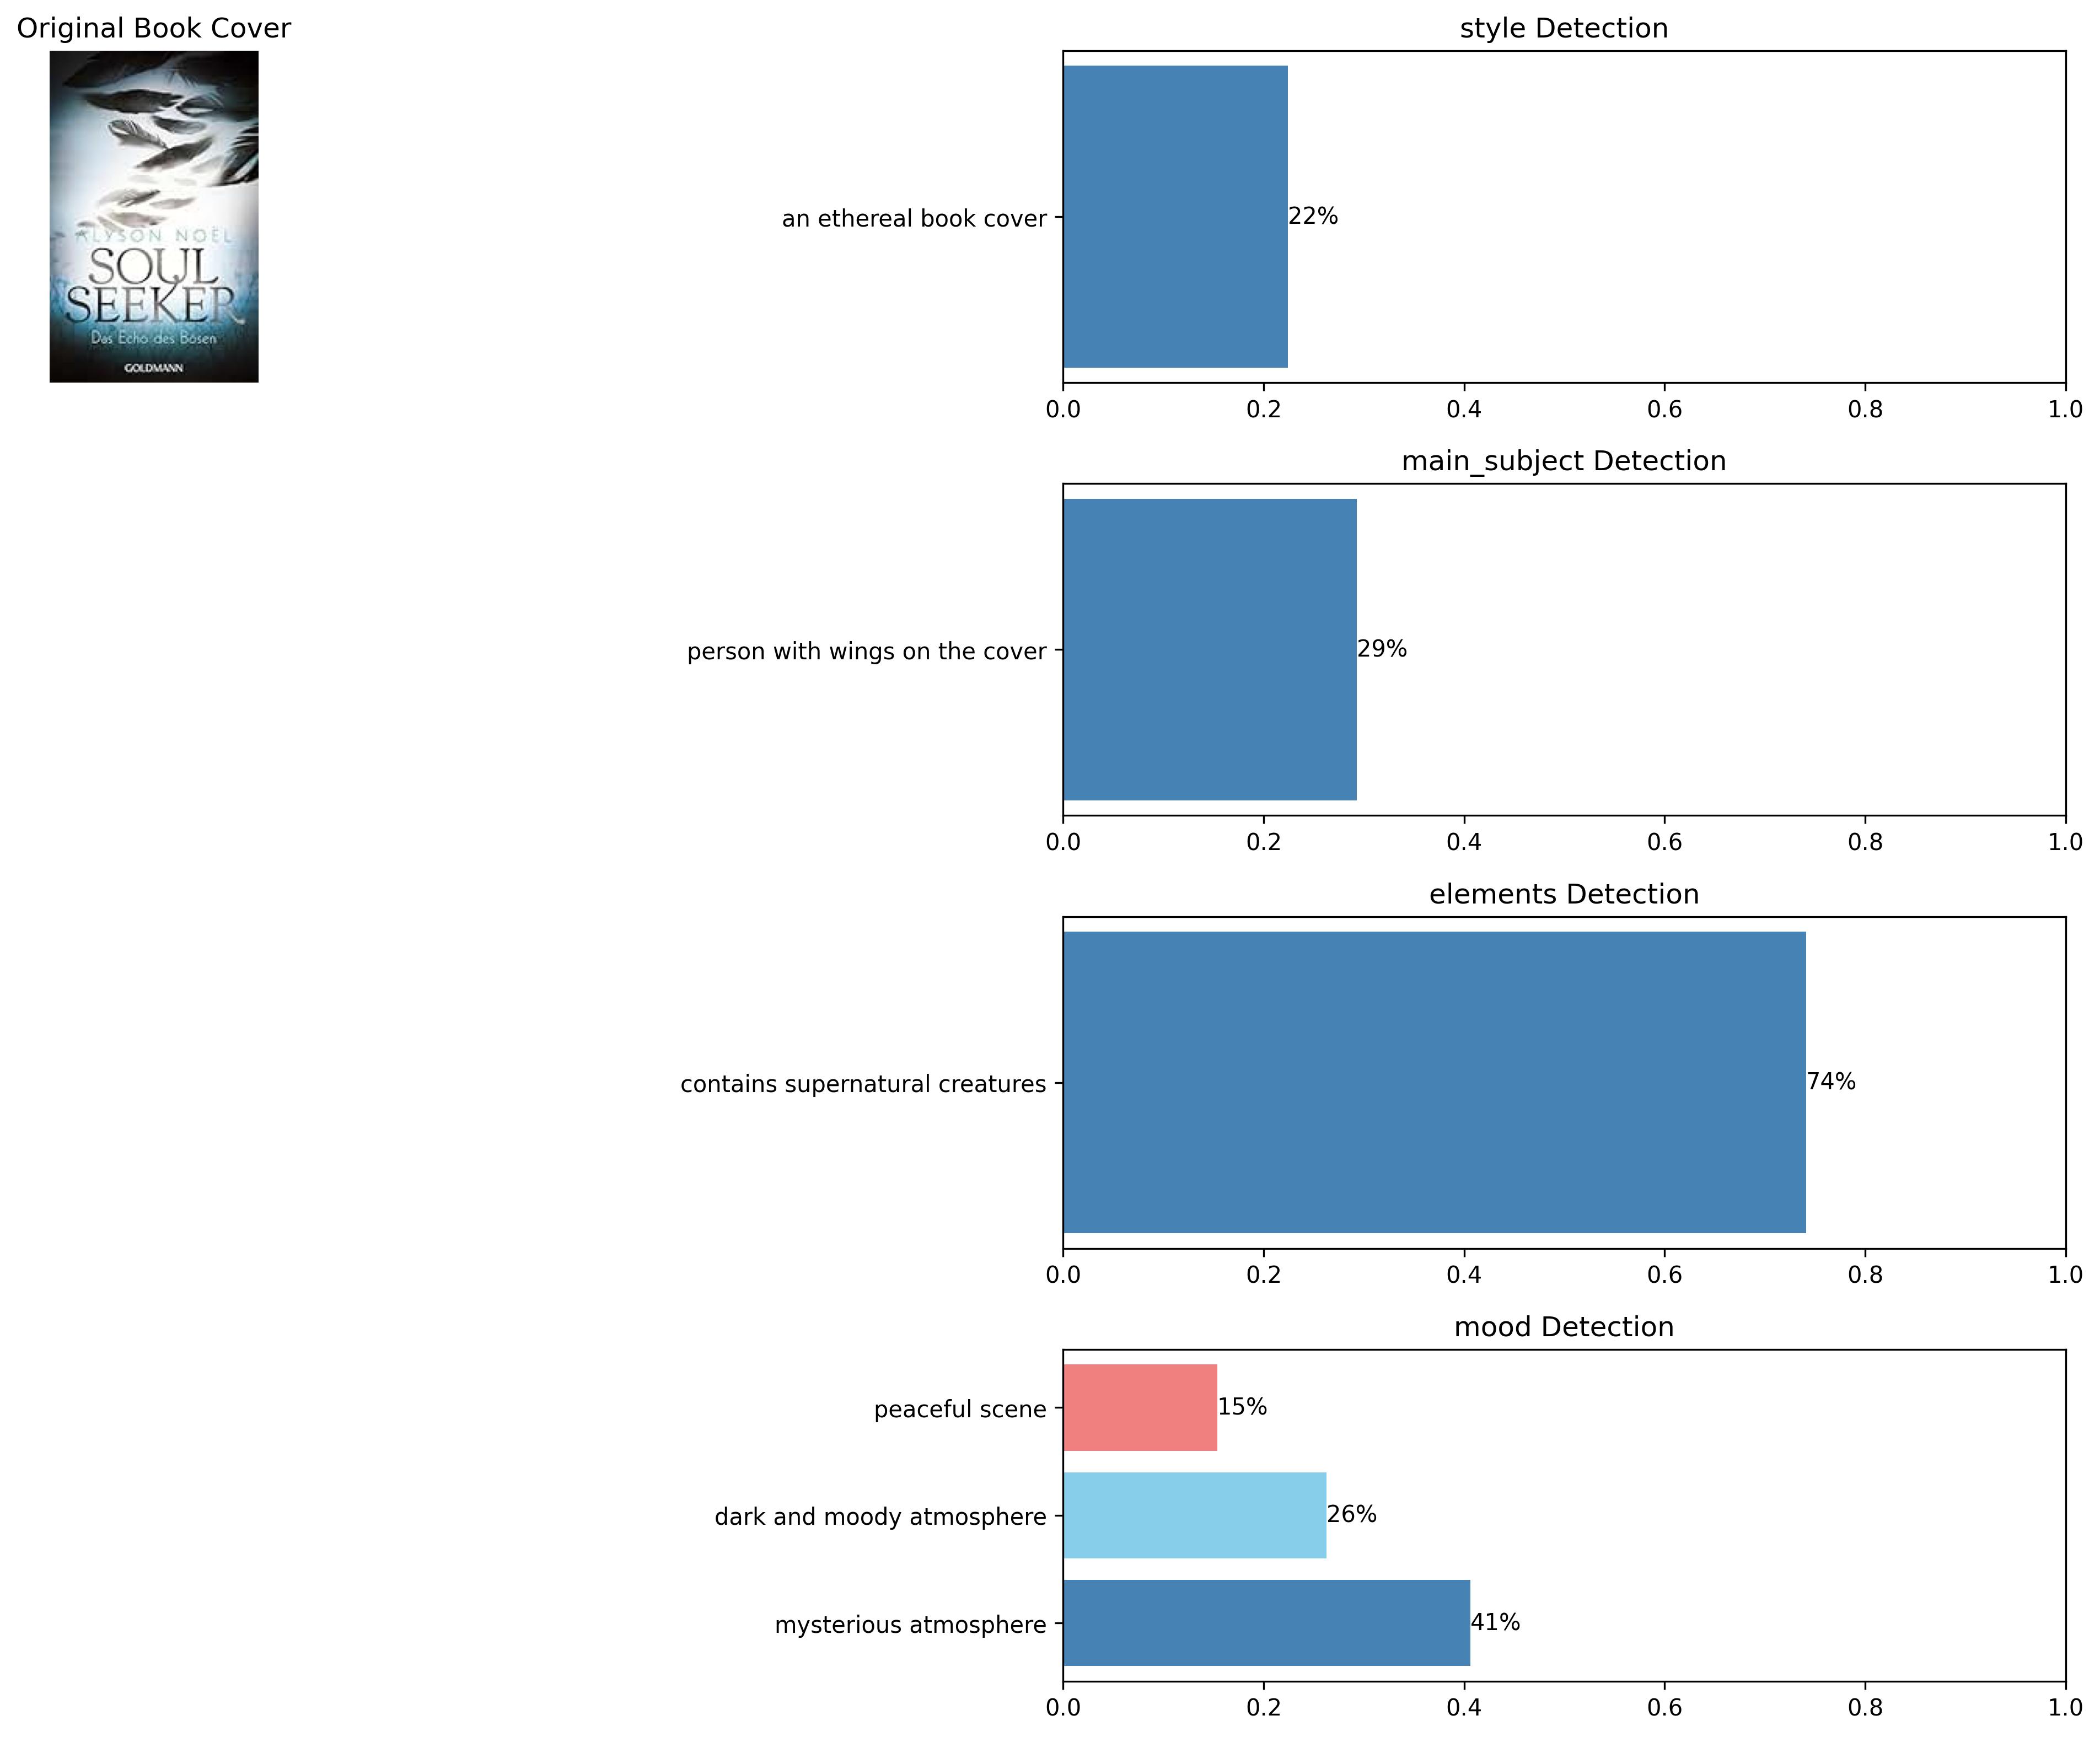 Original Book Cover
ALYSON NOËL
SOUL
SEEKER
Das Echo des Bösen
GOLDMANN
style Detection
an ethereal book cover
22%
0.0 0.2 0.4 0.6 0.8 1.0
main_subject Detection
person with wings on the cover
29%
0.0 0.2 0.4 0.6 0.8 1.0
elements Detection
contains supernatural creatures
74%
0.0 0.2 0.4 0.6 0.8 1.0
mood Detection
peaceful scene
15%
dark and moody atmosphere
26%
mysterious atmosphere
41%
0.0 0.2 0.4 0.6 0.8 1.0